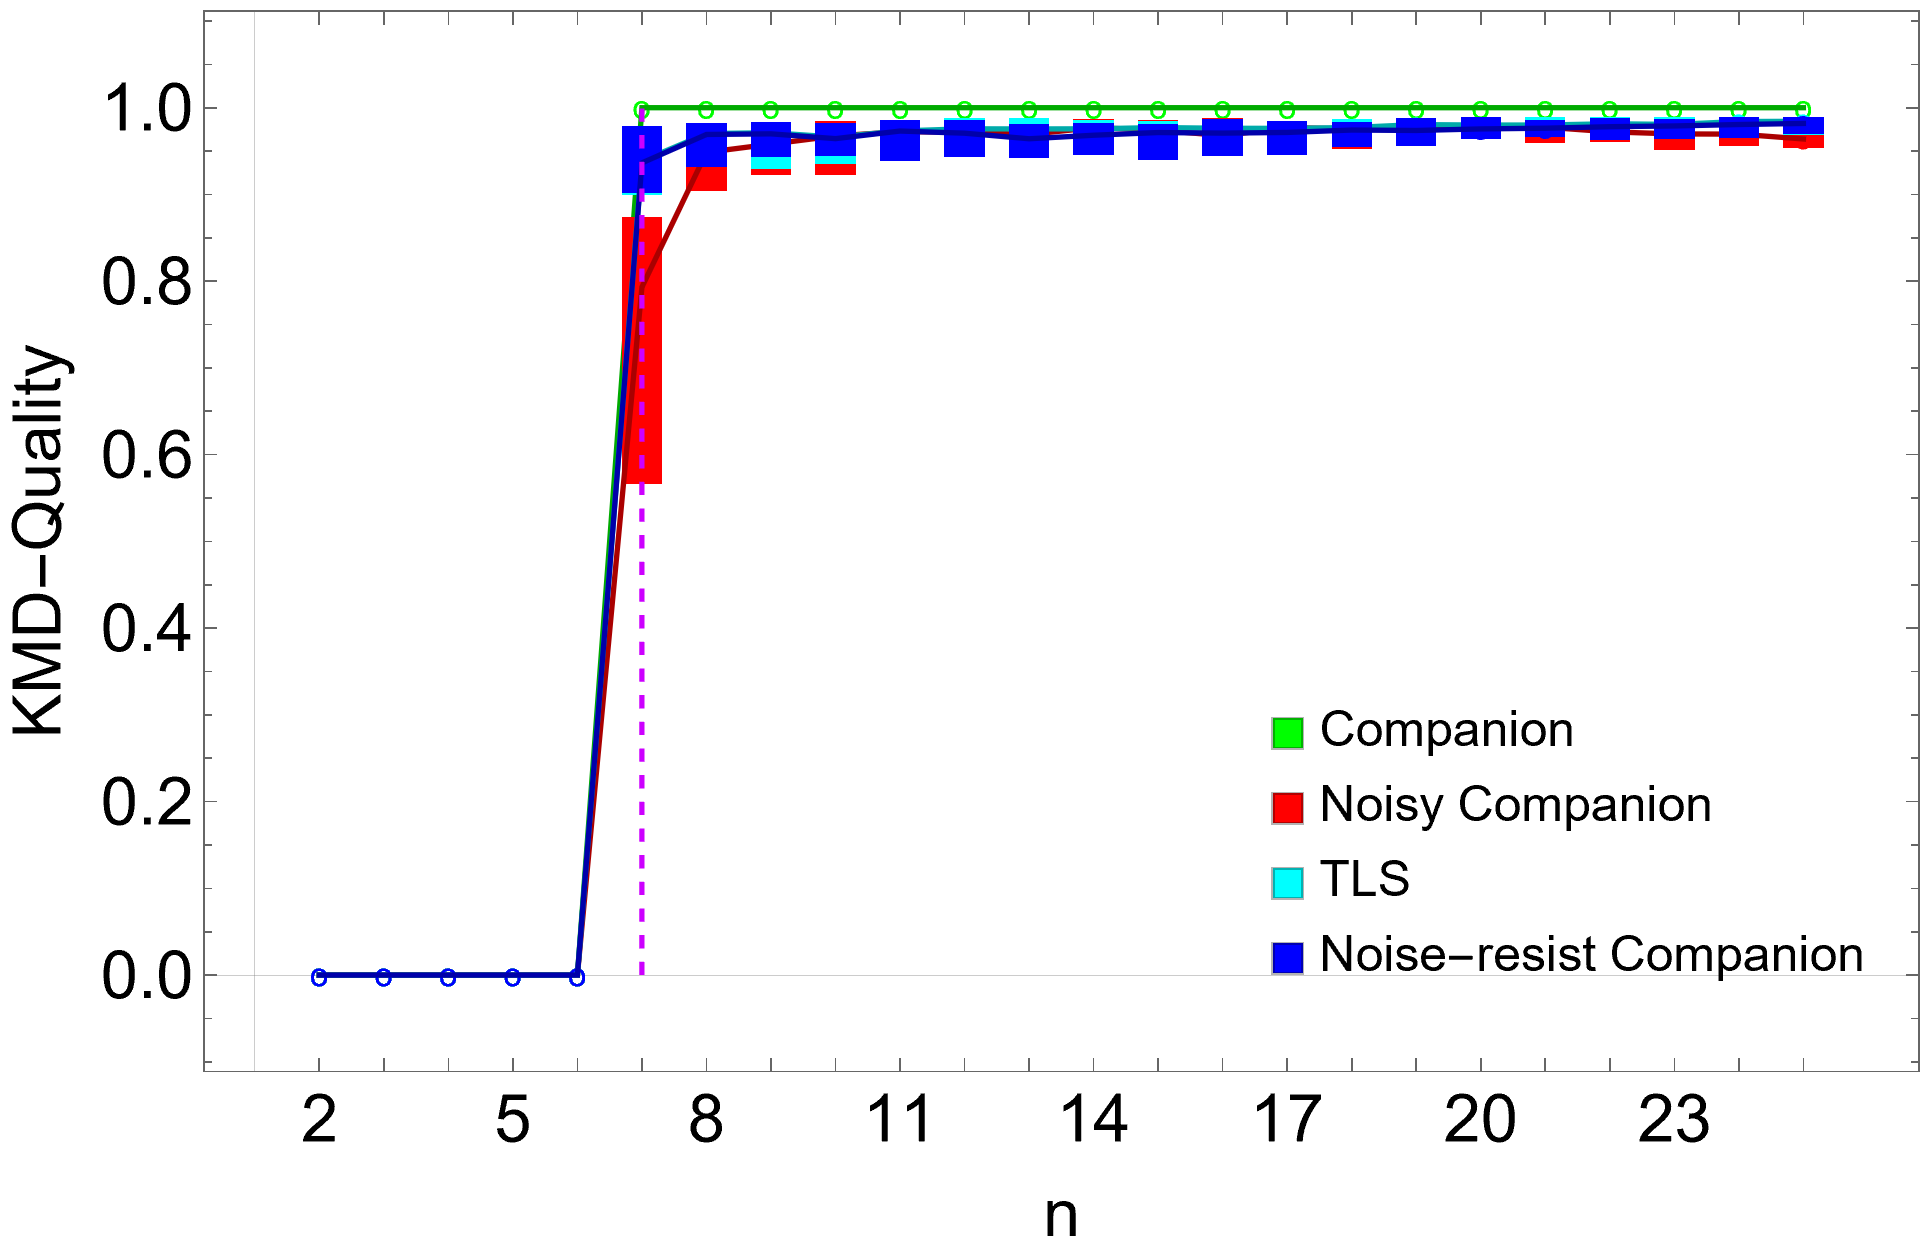 KMD-Quality
1.0
0.8
0.6
0.4
0.2
0.0
Companion
Noisy Companion
TLS
Noise-resist Companion
2 5 8 11 14 17 20 23
n